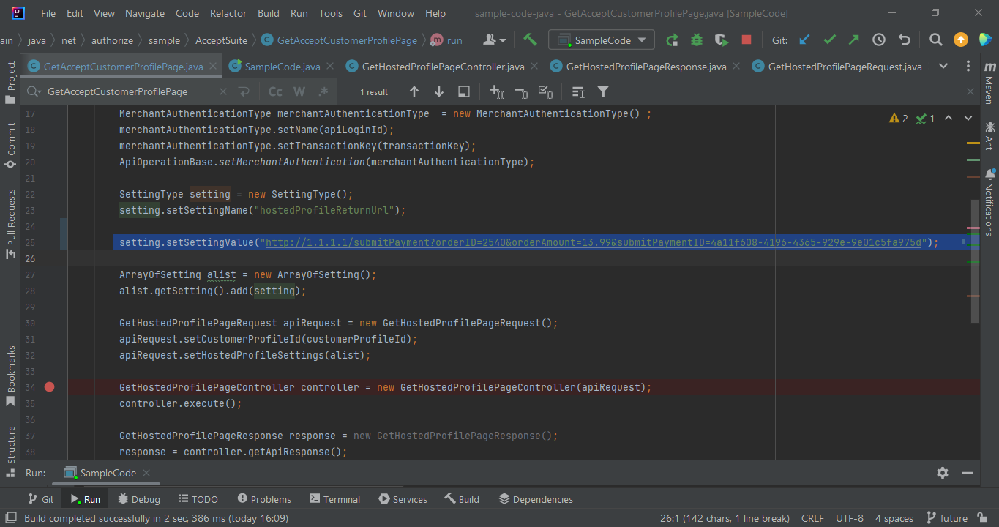 File Edit View Navigate Code Refactor Build Run Tools Git Window Help sample-code-java - GetAcceptCustomerProfilePage.java [SampleCode]
ain java net authorize sample AcceptSuite GetAcceptCustomerProfilePage run SampleCode Git:
GetAcceptCustomerProfilePage.java SampleCode.java GetHostedProfilePageController.java GetHostedProfilePageResponse.java GetHostedProfilePageRequest.java
GetAcceptCustomerProfilePage Cc W .* 1 result
17 MerchantAuthenticationType merchantAuthenticationType  = new MerchantAuthenticationType() ; 2 1
18 merchantAuthenticationType.setName(apiLoginId);
19 merchantAuthenticationType.setTransactionKey(transactionKey);
20 ApiOperationBase.setMerchantAuthentication(merchantAuthenticationType);
21
22 SettingType setting = new SettingType();
23 setting.setSettingName("hostedProfileReturnUrl");
24
25 setting.setSettingValue("http://1.1.1.1/submitPayment?orderID=2540&orderAmount=13.99&submitPaymentID=4a11f608-4196-4365-929e-9e01c5fa975d");
26
27 ArrayOfSetting alist = new ArrayOfSetting();
28 alist.getSetting().add(setting);
29
30 GetHostedProfilePageRequest apiRequest = new GetHostedProfilePageRequest();
31 apiRequest.setCustomerProfileId(customerProfileId);
32 apiRequest.setHostedProfileSettings(alist);
33
34 GetHostedProfilePageController controller = new GetHostedProfilePageController(apiRequest);
35 controller.execute();
36
37 GetHostedProfilePageResponse response = new GetHostedProfilePageResponse();
38 response = controller.getApiResponse();
Project
Commit
Pull Requests
Bookmarks
Structure
Maven
Ant
Notifications
Run: SampleCode
Git Run Debug TODO Problems Terminal Services Build Dependencies
Build completed successfully in 2 sec, 386 ms (today 16:09) 26:1 (142 chars, 1 line break) CRLF UTF-8 4 spaces future